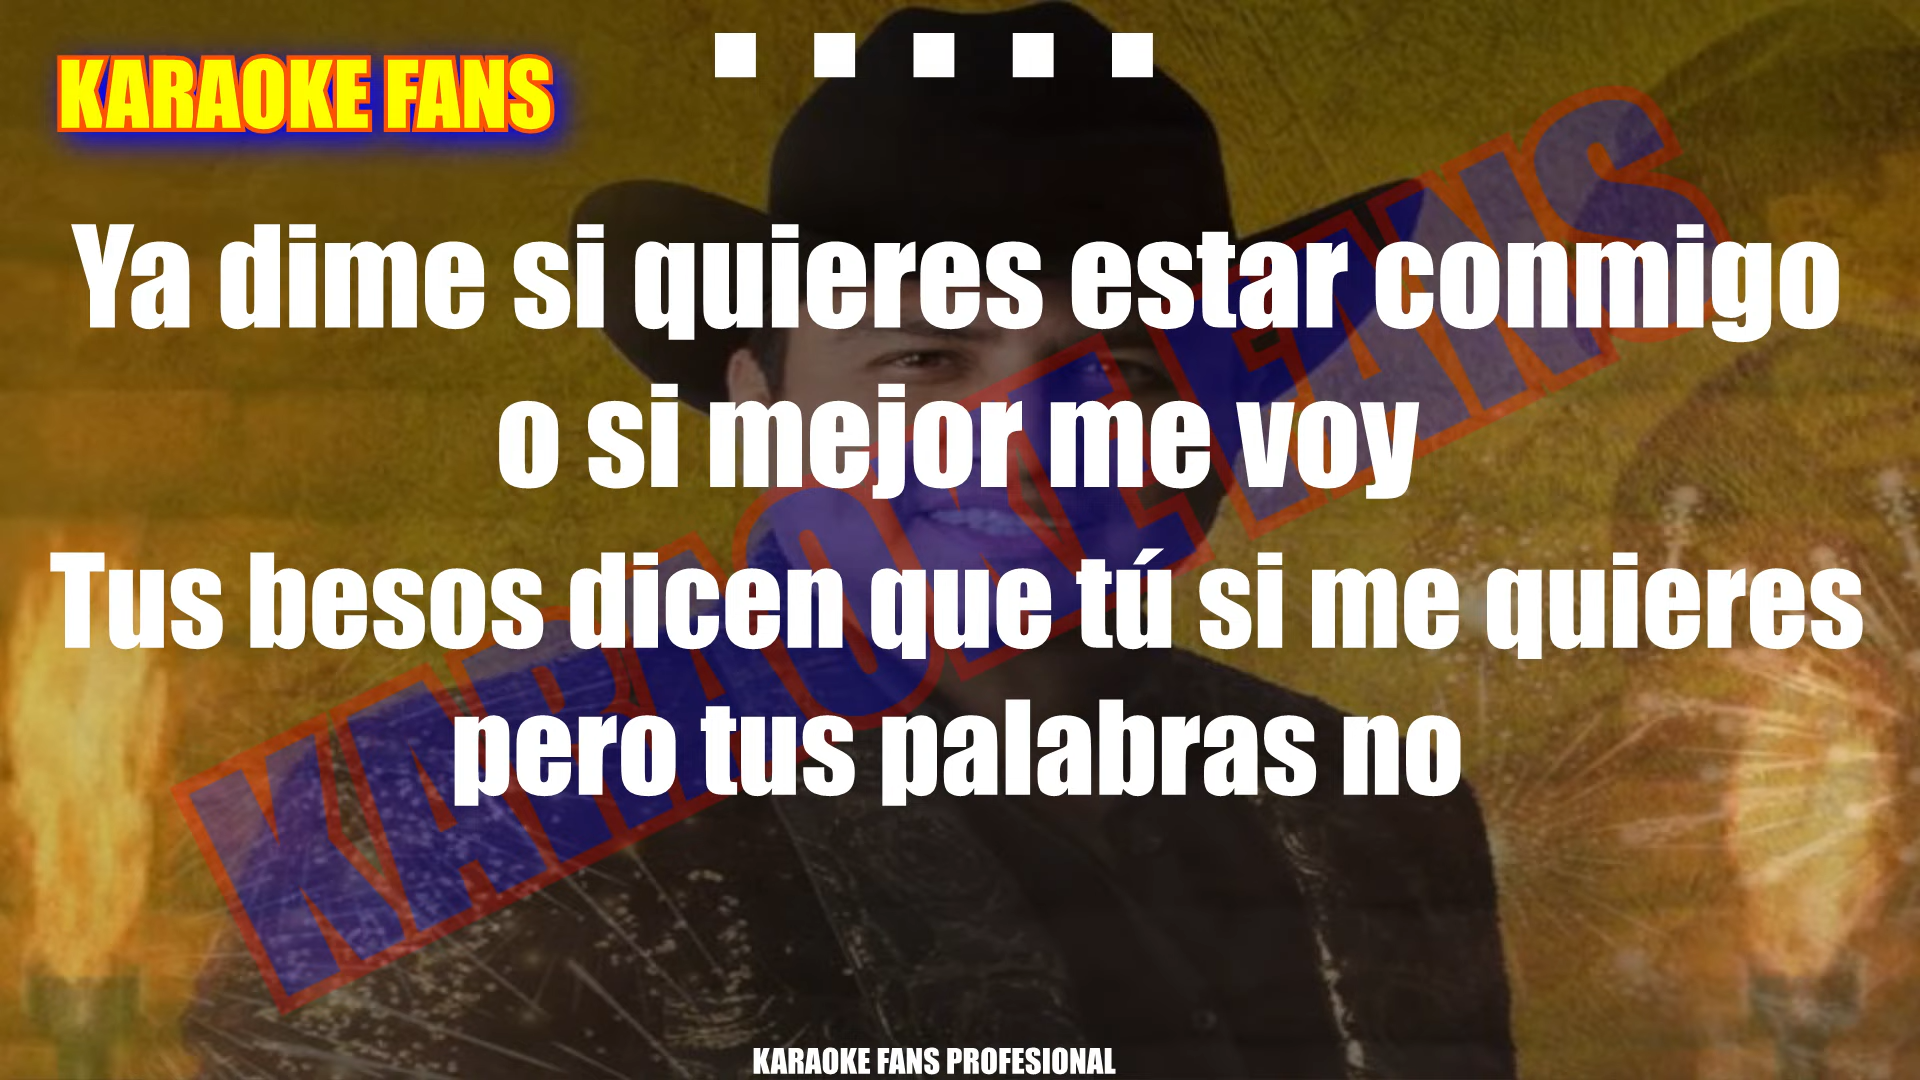 KARAOKE FANS
Ya dime si quieres estar conmigo
o si mejor me voy
Tus besos dicen que tú si me quieres
pero tus palabras no
KARAOKE FANS
KARAOKE FANS PROFESIONAL